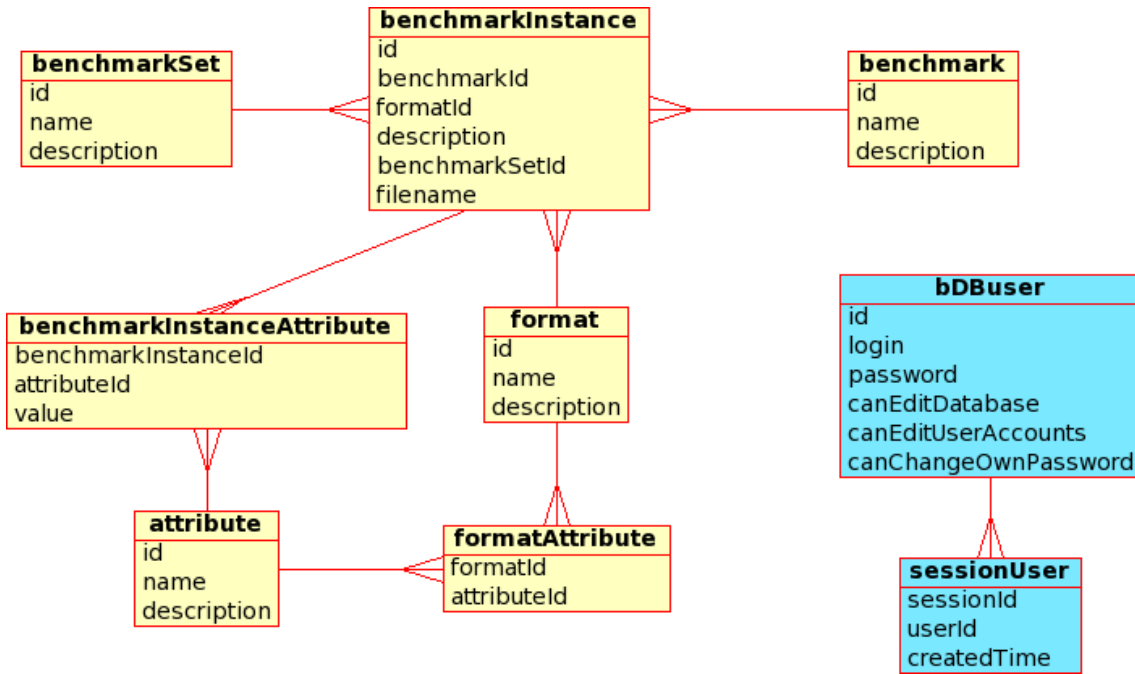 benchmarkInstance
id
benchmarkId
formatId
description
benchmarkSetId
filename
benchmarkSet
id
name
description
benchmark
id
name
description
bDBuser
id
login
password
canEditDatabase
canEditUserAccounts
canChangeOwnPassword
benchmarkInstanceAttribute
benchmarkInstanceId
attributeId
value
format
id
name
description
attribute
id
name
description
formatAttribute
formatId
attributeId
sessionUser
sessionId
userId
createdTime